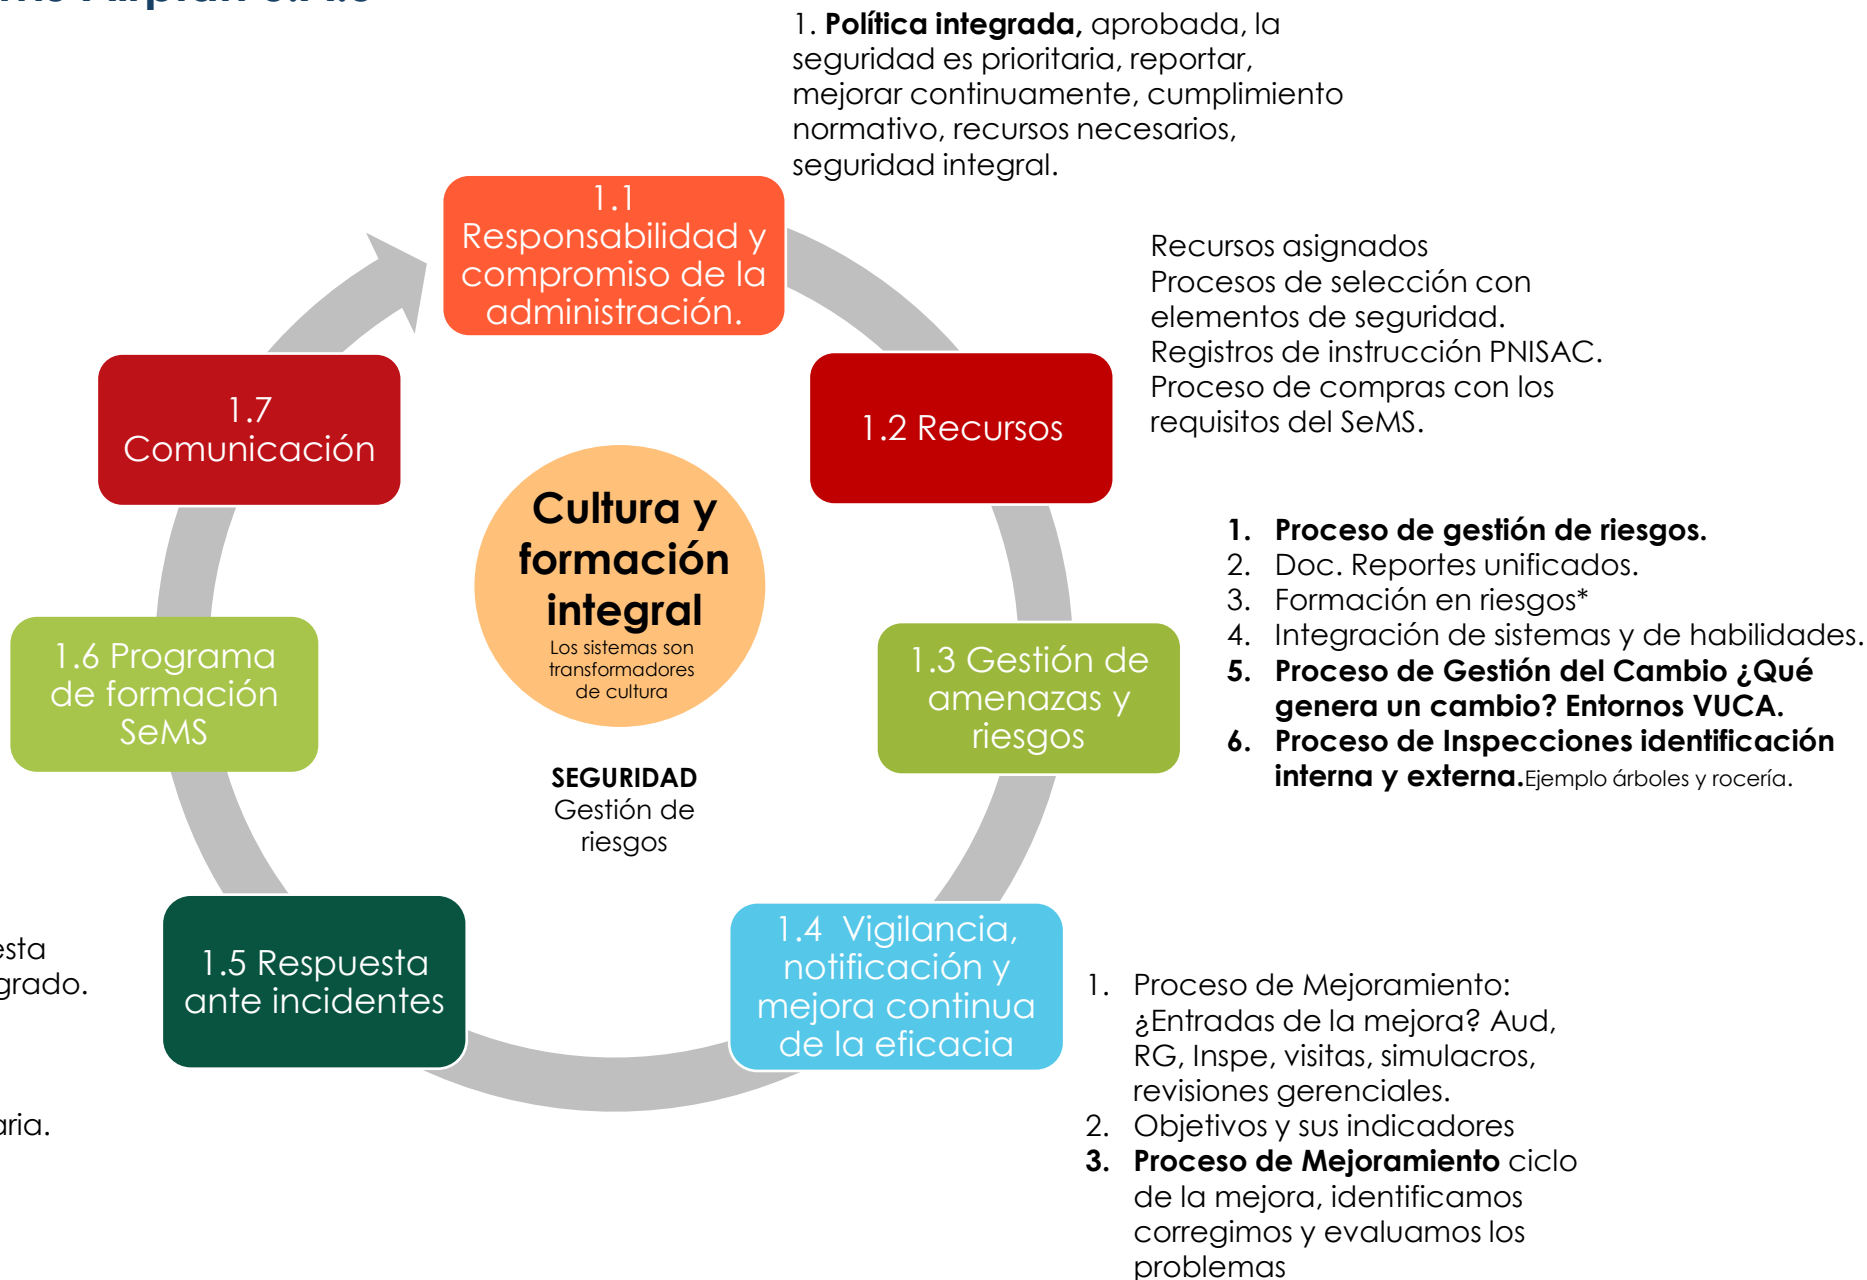 Airplan S.A.S
1. Política integrada, aprobada, la
seguridad es prioritaria, reportar,
mejorar continuamente, cumplimiento
normativo, recursos necesarios,
seguridad integral.
1.1
Responsabilidad y
compromiso de la
administración.
Recursos asignados
Procesos de selección con
elementos de seguridad.
Registros de instrucción PNISAC.
Proceso de compras con los
requisitos del SeMS.
1.2 Recursos
1. Proceso de gestión de riesgos.
2. Doc. Reportes unificados.
3. Formación en riesgos*
4. Integración de sistemas y de habilidades.
5. Proceso de Gestión del Cambio ¿Qué
genera un cambio? Entornos VUCA.
6. Proceso de Inspecciones identificación
interna y externa.Ejemplo árboles y rocería.
1.3 Gestión de
amenazas y
riesgos
1.4 Vigilancia,
notificación y
mejora continua
de la eficacia
1. Proceso de Mejoramiento:
¿Entradas de la mejora? Aud,
RG, Inspe, visitas, simulacros,
revisiones gerenciales.
2. Objetivos y sus indicadores
3. Proceso de Mejoramiento ciclo
de la mejora, identificamos
corregimos y evaluamos los
problemas
1.5 Respuesta
ante incidentes
esta
grado.
aria.
1.6 Programa
de formación
SeMS
1.7
Comunicación
Cultura y
formación
integral
Los sistemas son
transformadores
de cultura
SEGURIDAD
Gestión de
riesgos